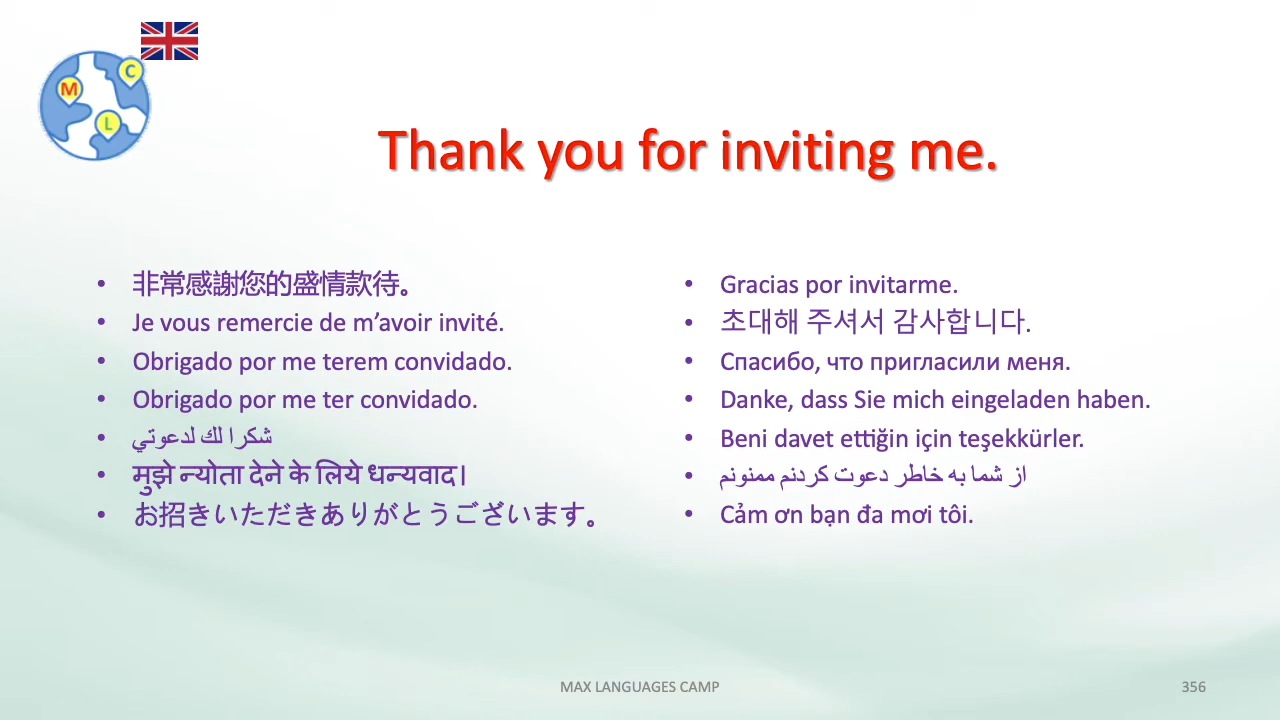 M
C
L
Thank you for inviting me.
• 非常感謝您的盛情款待。
• Je vous remercie de m’avoir invité.
• Obrigado por me terem convidado.
• Obrigado por me ter convidado.
• شكرا لك لدعوتي
• मुझे न्योता देने के लिये धन्यवाद।
• お招きいただきありがとうございます。
• Gracias por invitarme.
• 초대해 주셔서 감사합니다.
• Спасибо, что пригласили меня.
• Danke, dass Sie mich eingeladen haben.
• Beni davet ettiğin için teşekkürler.
• از شما به خاطر دعوت کردنم ممنونم
• Cảm ơn bạn đa mơi tôi.
MAX LANGUAGES CAMP
356